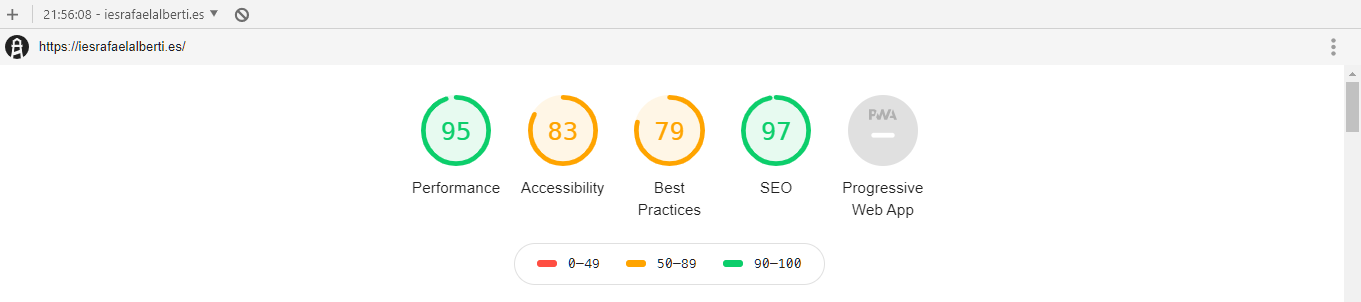 21:56:08 - iesrafaelalberti.es
https://iesrafaelalberti.es/
95 83 79 97 PWA
Performance Accessibility Best Practices SEO Progressive Web App
0–49 50–89 90–100